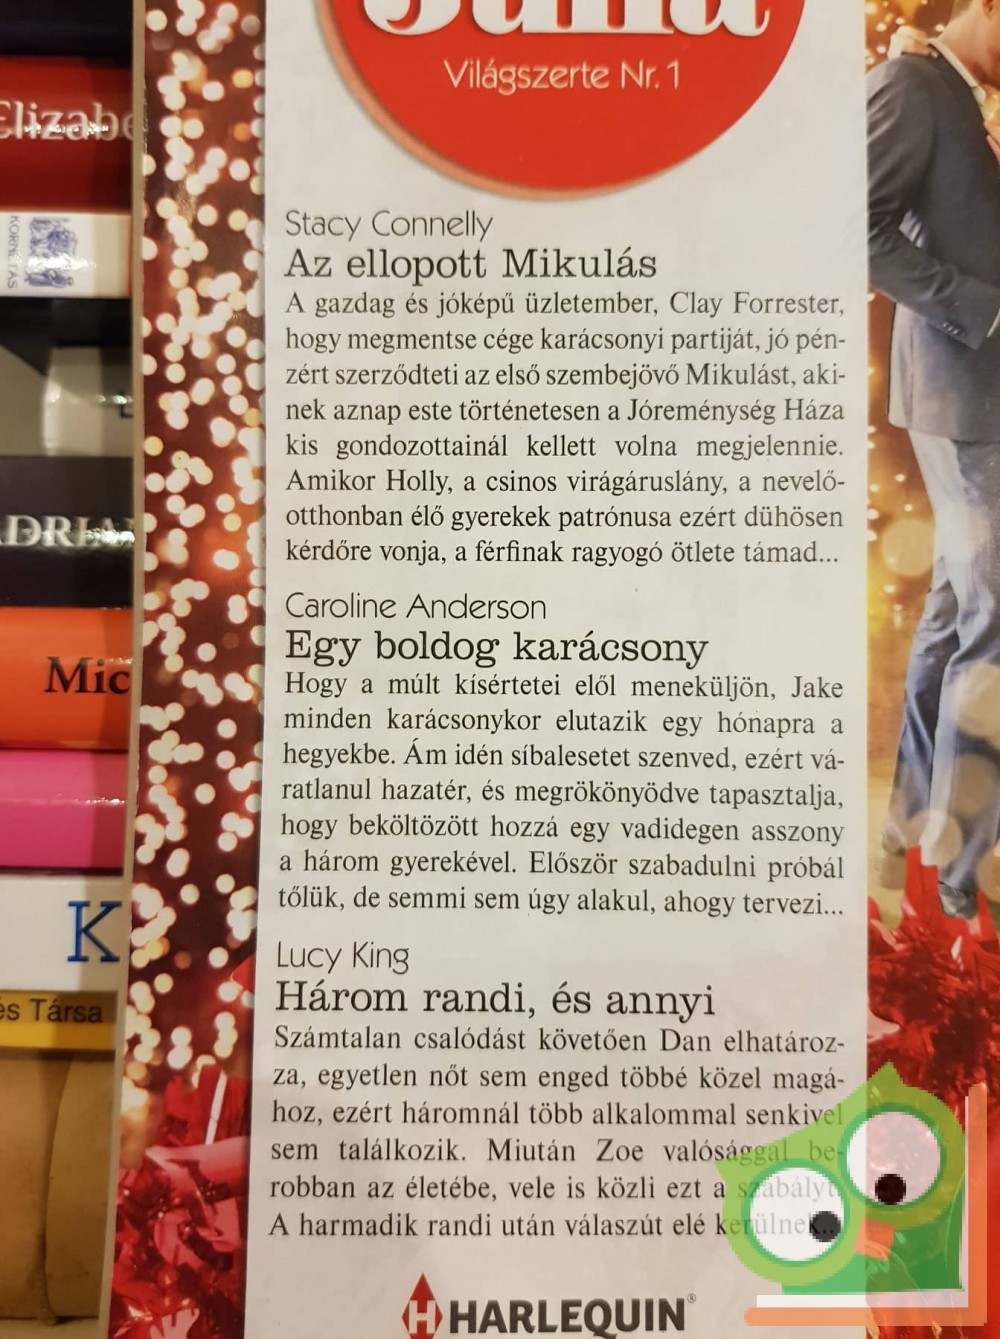 Julia
Világszerte Nr. 1
Stacy Connelly
Az ellopott Mikulás
A gazdag és jóképű üzletember, Clay Forrester,
hogy megmentse cége karácsonyi partiját, jó pén-
zért szerződteti az első szembejövő Mikulást, aki-
nek aznap este történetesen a Jóreménység Háza
kis gondozottainál kellett volna megjelennie.
Amikor Holly, a csinos virágáruslány, a nevelő-
otthonban élő gyerekek patrónusa ezért dühösen
kérdőre vonja, a férfinak ragyogó ötlete támad...
Caroline Anderson
Egy boldog karácsony
Hogy a múlt kísértetei elől meneküljön, Jake
minden karácsonykor elutazik egy hónapra a
hegyekbe. Ám idén síbalesetet szenved, ezért vá-
ratlanul hazatér, és megrökönyödve tapasztalja,
hogy beköltözött hozzá egy vadidegen asszony
a három gyerekével. Először szabadulni próbál
tőlük, de semmi sem úgy alakul, ahogy tervezi...
Lucy King
Három randi, és annyi
Számtalan csalódást követően Dan elhatároz-
za, egyetlen nőt sem enged többé közel magá-
hoz, ezért háromnál több alkalommal senkivel
sem találkozik. Miután Zoe valósággal be-
robban az életébe, vele is közli ezt a szabályt.
A harmadik randi után válaszút elé kerülnek...
H HARLEQUIN®
Elizabe
KORNÉTÁS
ADRIAN
Mic
K
és Társa